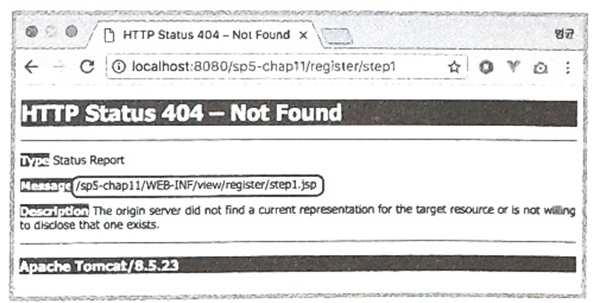 HTTP Status 404 – Not Found
범균
localhost:8080/sp5-chap11/register/step1
HTTP Status 404 – Not Found
Type Status Report
Message /sp5-chap11/WEB-INF/view/register/step1.jsp
Description The origin server did not find a current representation for the target resource or is not willing
to disclose that one exists.
Apache Tomcat/8.5.23